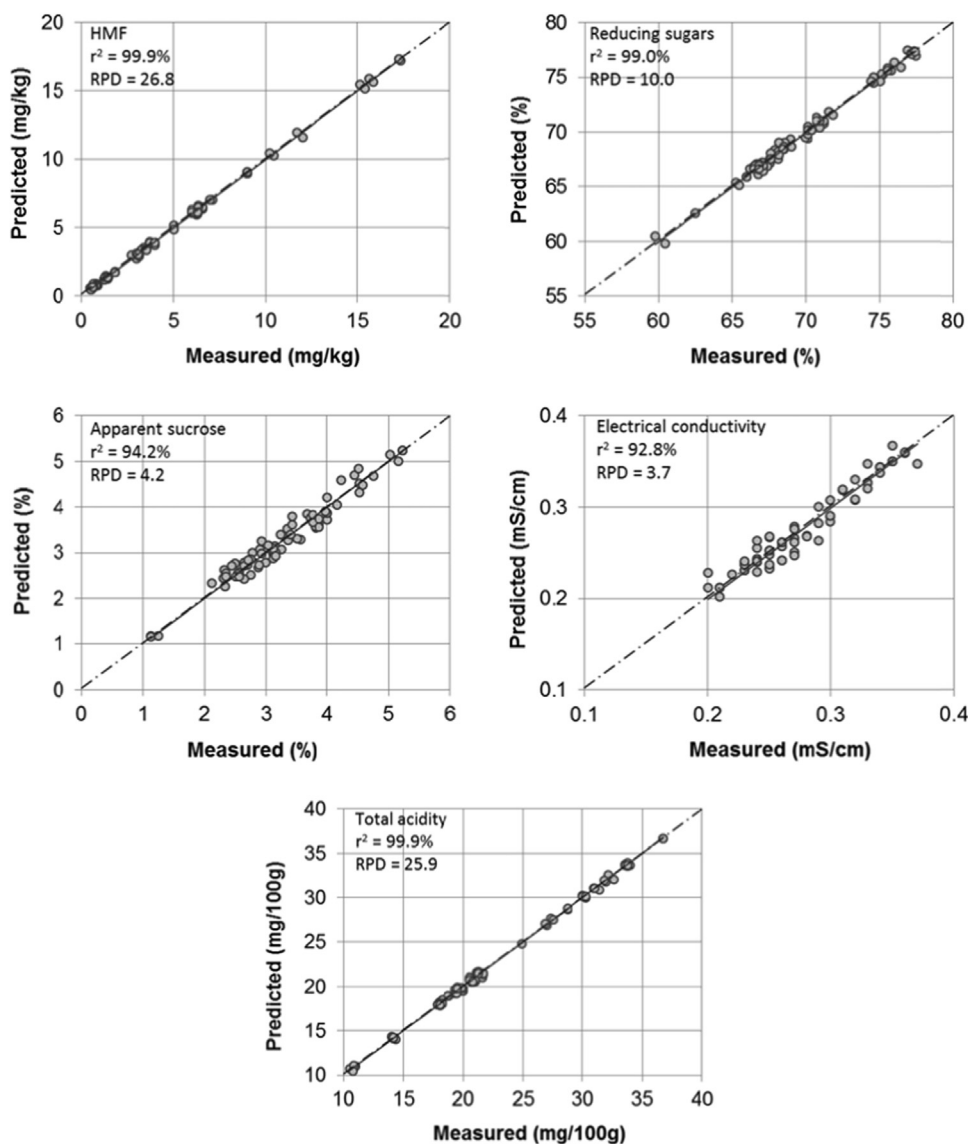 20
15
10
5
0
Predicted (mg/kg)
HMF
r² = 99.9%
RPD = 26.8
0 5 10 15 20
Measured (mg/kg)
80
75
70
65
60
55
Predicted (%)
Reducing sugars
r² = 99.0%
RPD = 10.0
55 60 65 70 75 80
Measured (%)
6
5
4
3
2
1
0
Predicted (%)
Apparent sucrose
r² = 94.2%
RPD = 4.2
0 1 2 3 4 5 6
Measured (%)
0.4
0.3
0.2
0.1
Predicted (mS/cm)
Electrical conductivity
r² = 92.8%
RPD = 3.7
0.1 0.2 0.3 0.4
Measured (mS/cm)
40
35
30
25
20
15
10
Predicted (mg/100g)
Total acidity
r² = 99.9%
RPD = 25.9
10 15 20 25 30 35 40
Measured (mg/100g)